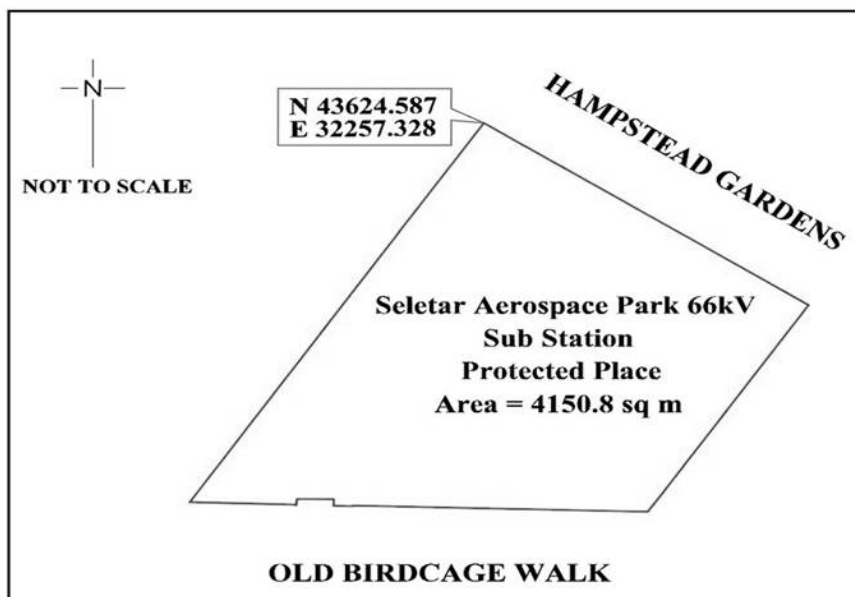 N
NOT TO SCALE
N 43624.587
E 32257.328
HAMPSTEAD GARDENS
Seletar Aerospace Park 66kV
Sub Station
Protected Place
Area = 4150.8 sq m
OLD BIRDCAGE WALK